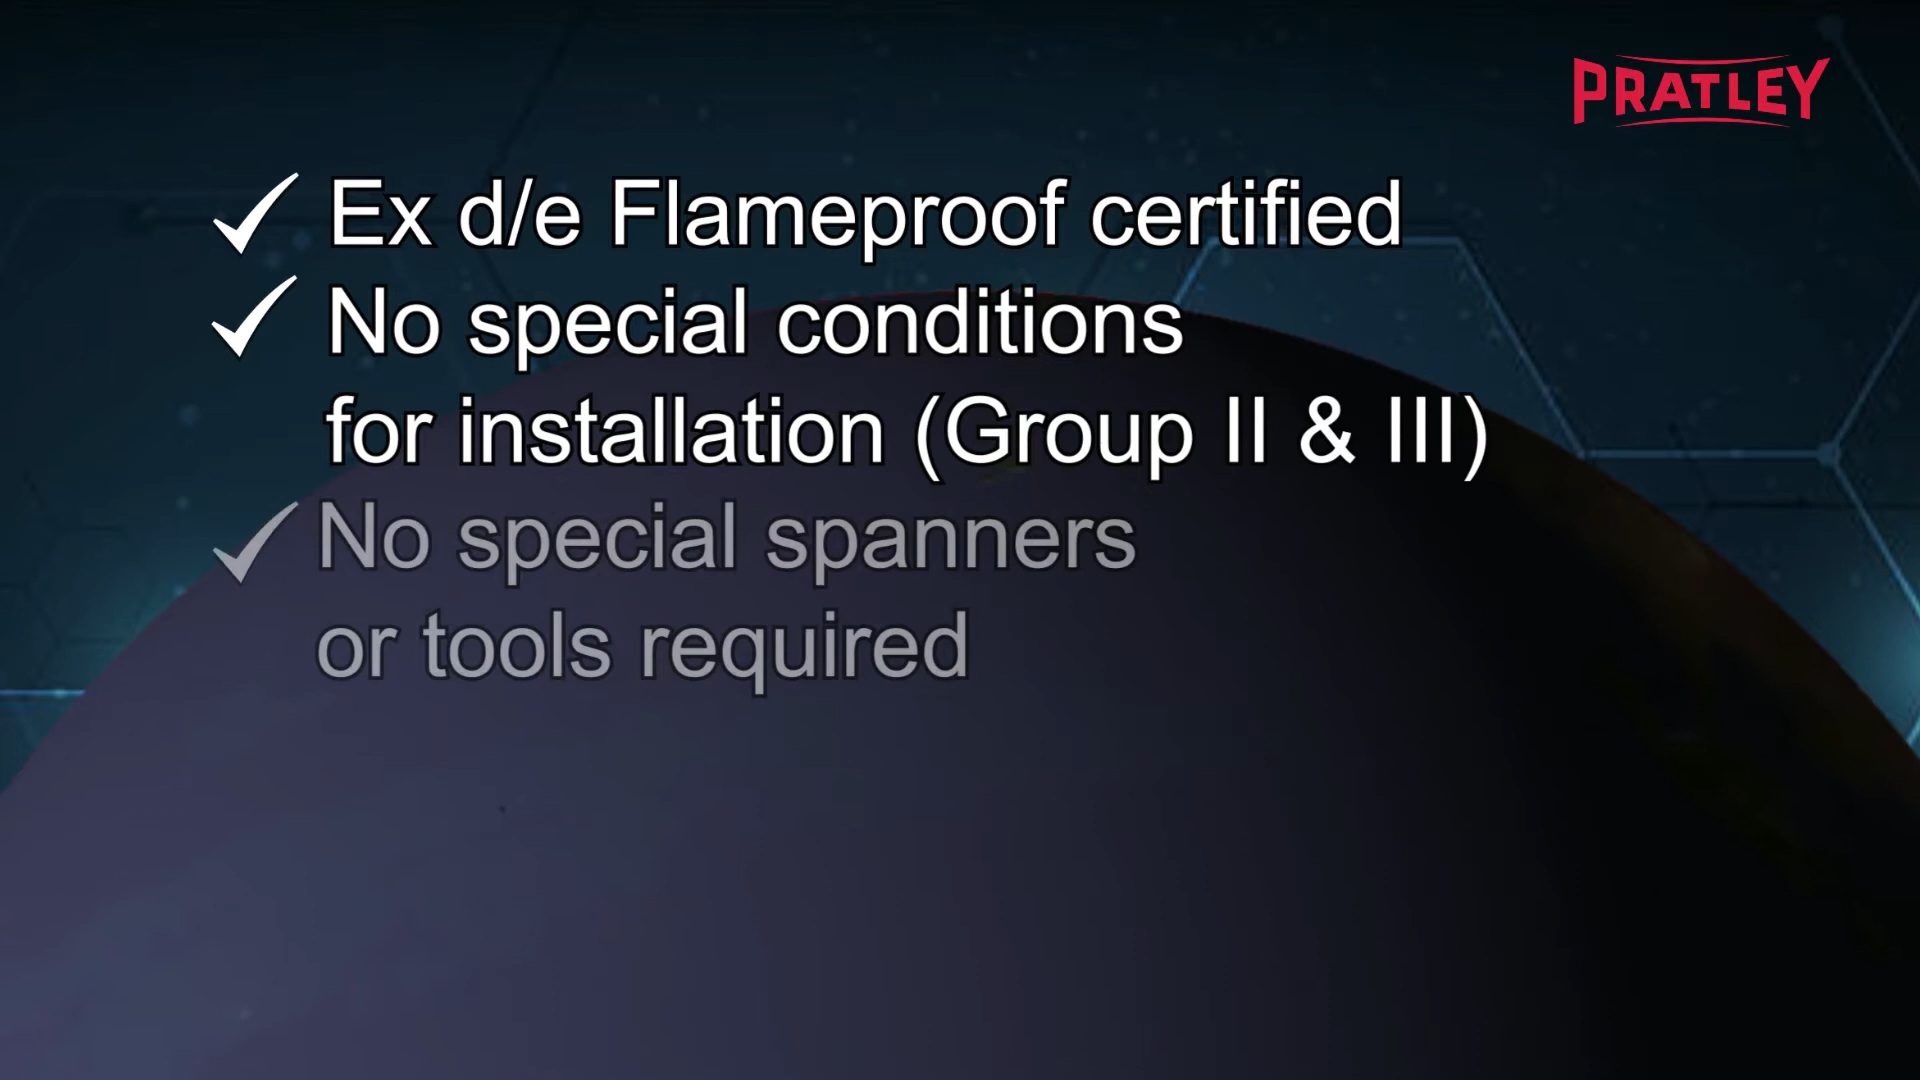 PRATLEY
Ex d/e Flameproof certified
No special conditions
for installation (Group II & III)
No special spanners
or tools required